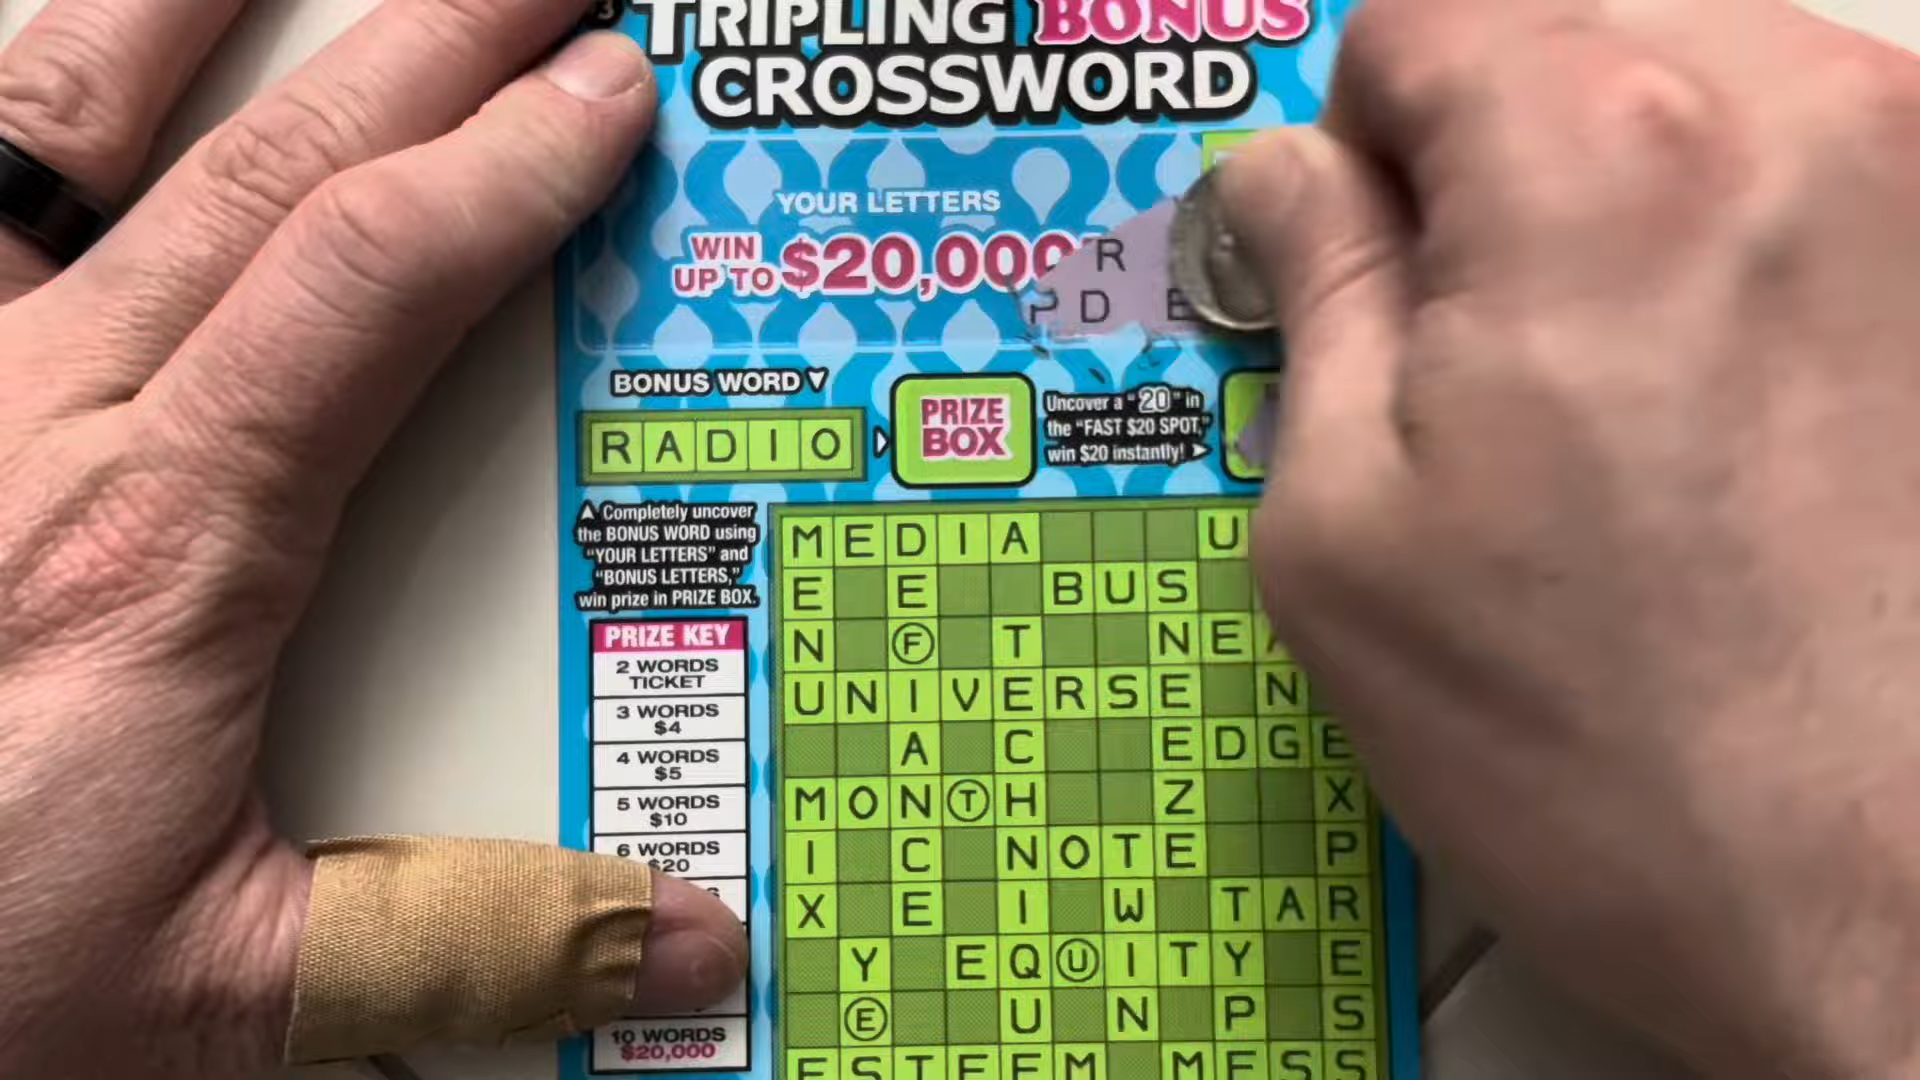 TRIPLING BONUS
CROSSWORD
YOUR LETTERS
WIN
UP TO $20,000
R
P D E
BONUS WORD
RADIO
PRIZE
BOX
Uncover a "20" in
the "FAST $20 SPOT,"
win $20 instantly!
Completely uncover
the BONUS WORD using
"YOUR LETTERS" and
"BONUS LETTERS,"
win prize in PRIZE BOX.
PRIZE KEY
2 WORDS
TICKET
3 WORDS
$4
4 WORDS
$5
5 WORDS
$10
6 WORDS
$20
10 WORDS
$20,000
MEDIA U
E E BUS
N F T NEA
UNIVERSE N
A C EDGE
MONTH Z X
I C NOTE P
X E I W TAR
Y EQUITY E
E U N P S
ESTEEM MESS